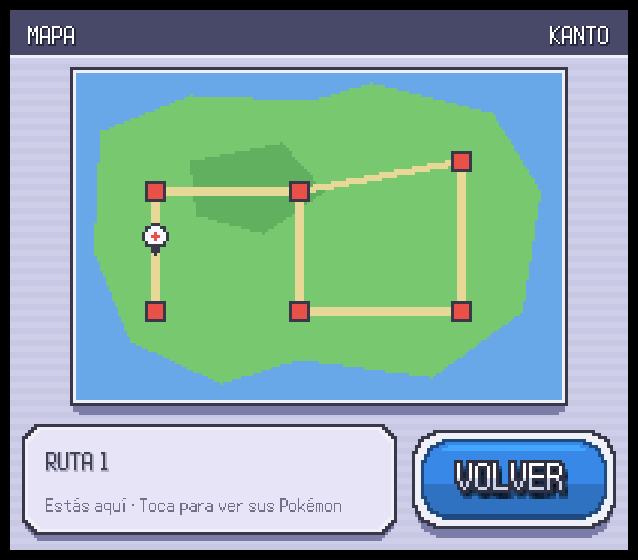 MAPA
KANTO
RUTA 1
Estás aquí · Toca para ver sus Pokémon
VOLVER